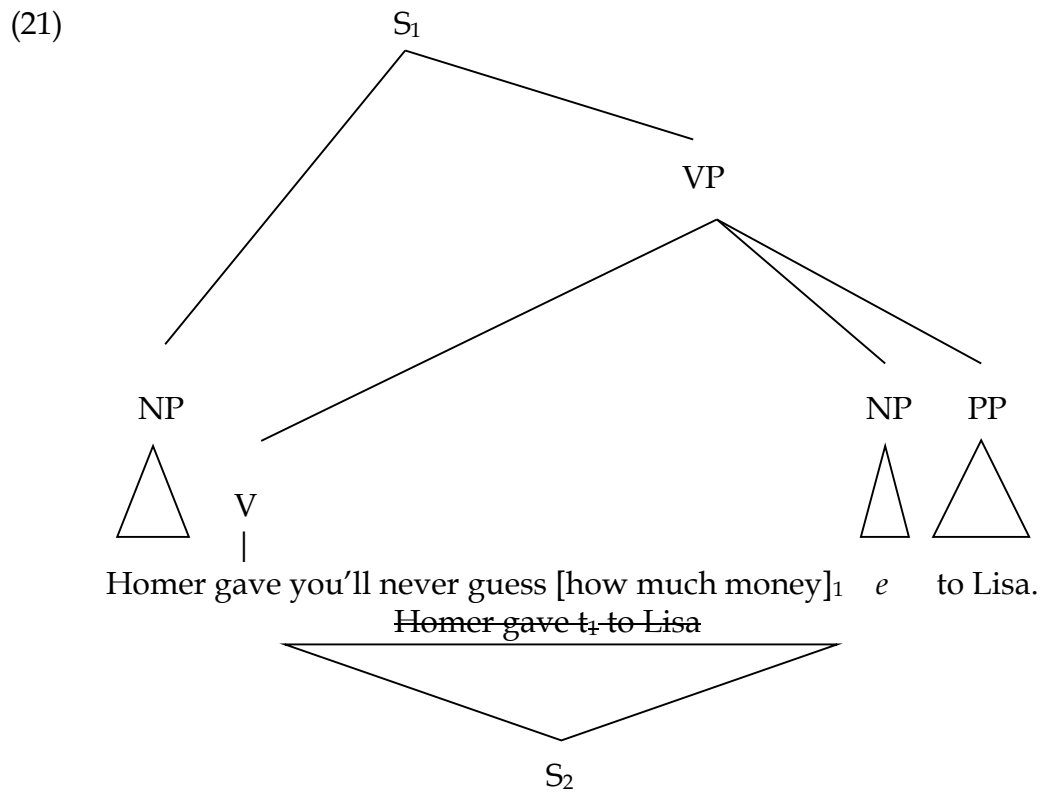 (21) S₁
VP
NP NP PP
V
Homer gave you'll never guess [how much money]₁ e to Lisa.
Homer gave t₁ to Lisa
S₂